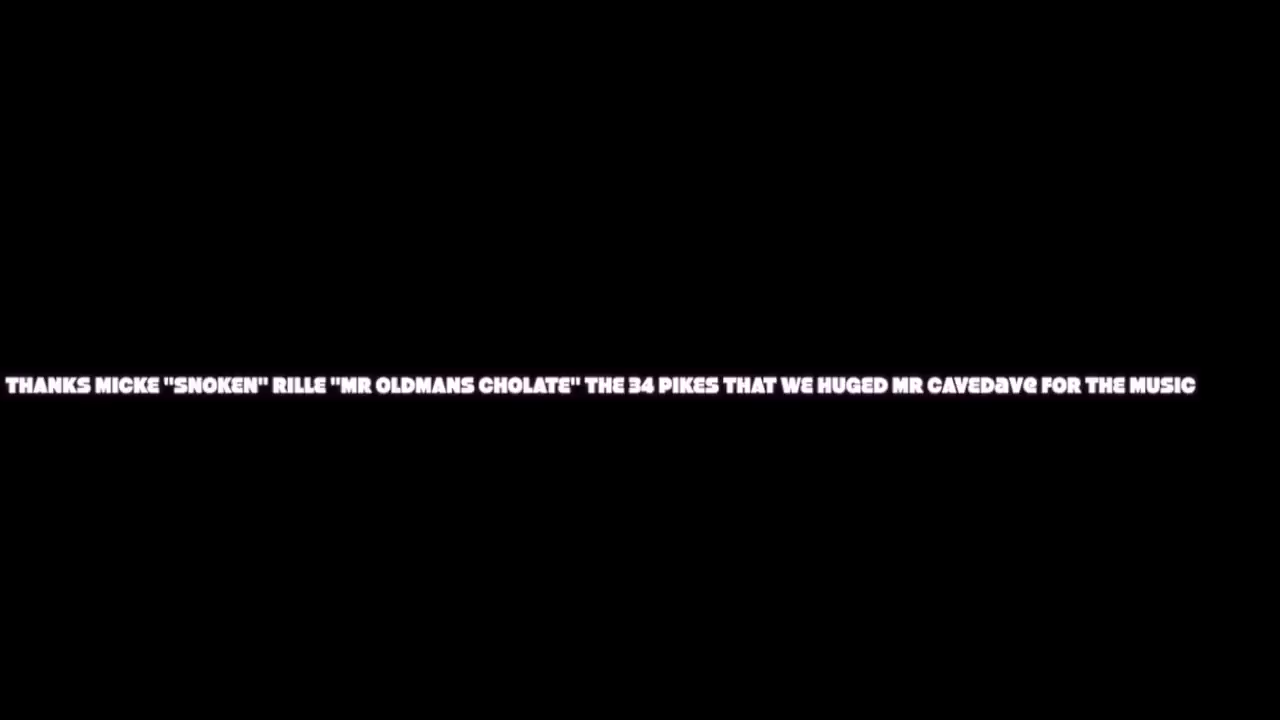 THANKS MICKE "SNOKEN" RILLE "MR OLDMANS CHOLATE" THE 34 PIKES THAT WE HUGED MR CAVEDave FOR THE MUSIC